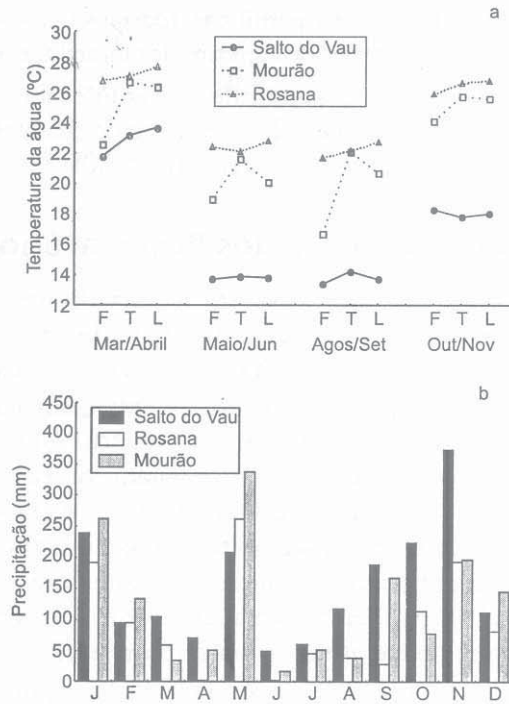 a
30
28
26
24
22
20
18
16
14
12
Temperatura da água (ºC)
Salto do Vau
Mourão
Rosana
F T L F T L F T L F T L
Mar/Abril Maio/Jun Agos/Set Out/Nov
b
450
400
350
300
250
200
150
100
50
0
Precipitação (mm)
Salto do Vau
Rosana
Mourão
J F M A M J J A S O N D